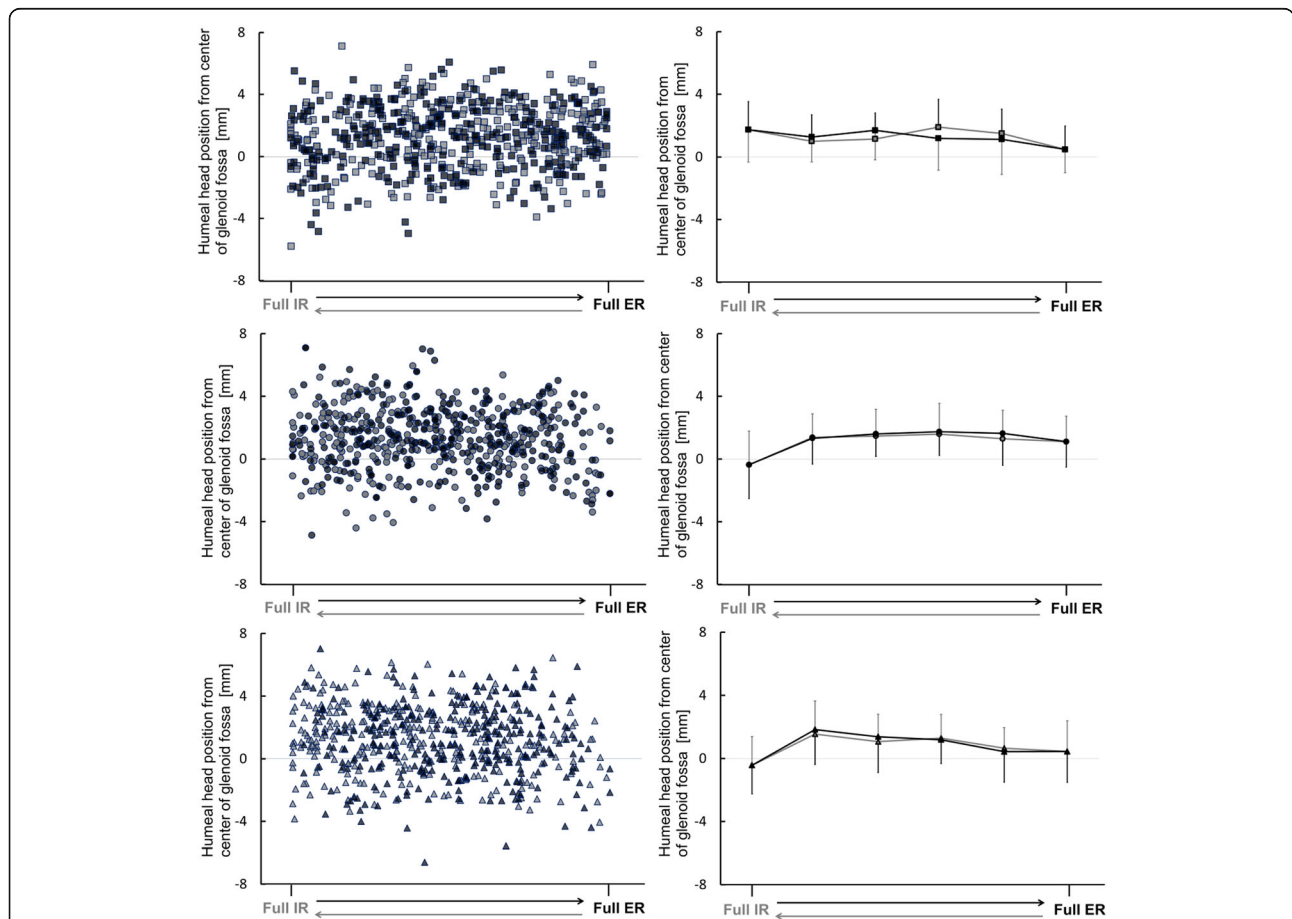 Humeal head position from center
of glenoid fossa [mm]
8
4
0
-4
-8
Full IR
Full ER
Humeal head position from
center of glenoid fossa [mm]
8
4
0
-4
-8
Full IR
Full ER
Humeal head position from
center of glenoid fossa [mm]
8
4
0
-4
-8
Full IR
Full ER
Humeal head position from center
of glenoid fossa [mm]
8
4
0
-4
-8
Full IR
Full ER
Humeal head position from
center of glenoid fossa [mm]
8
4
0
-4
-8
Full IR
Full ER
Humeal head position from center
of glenoid fossa [mm]
8
4
0
-4
-8
Full IR
Full ER